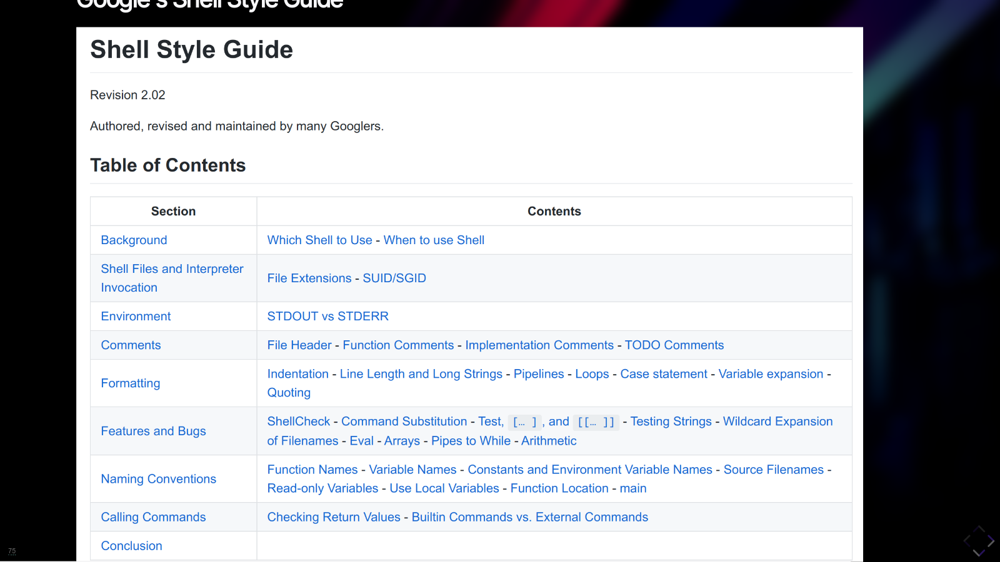 Google's Shell Style Guide
Shell Style Guide
Revision 2.02
Authored, revised and maintained by many Googlers.
Table of Contents
Section Contents
Background Which Shell to Use - When to use Shell
Shell Files and Interpreter
Invocation
File Extensions - SUID/SGID
Environment STDOUT vs STDERR
Comments File Header - Function Comments - Implementation Comments - TODO Comments
Formatting
Indentation - Line Length and Long Strings - Pipelines - Loops - Case statement - Variable expansion -
Quoting
Features and Bugs
ShellCheck - Command Substitution - Test, [… ], and [[… ]] - Testing Strings - Wildcard Expansion
of Filenames - Eval - Arrays - Pipes to While - Arithmetic
Naming Conventions
Function Names - Variable Names - Constants and Environment Variable Names - Source Filenames -
Read-only Variables - Use Local Variables - Function Location - main
Calling Commands Checking Return Values - Builtin Commands vs. External Commands
Conclusion
75